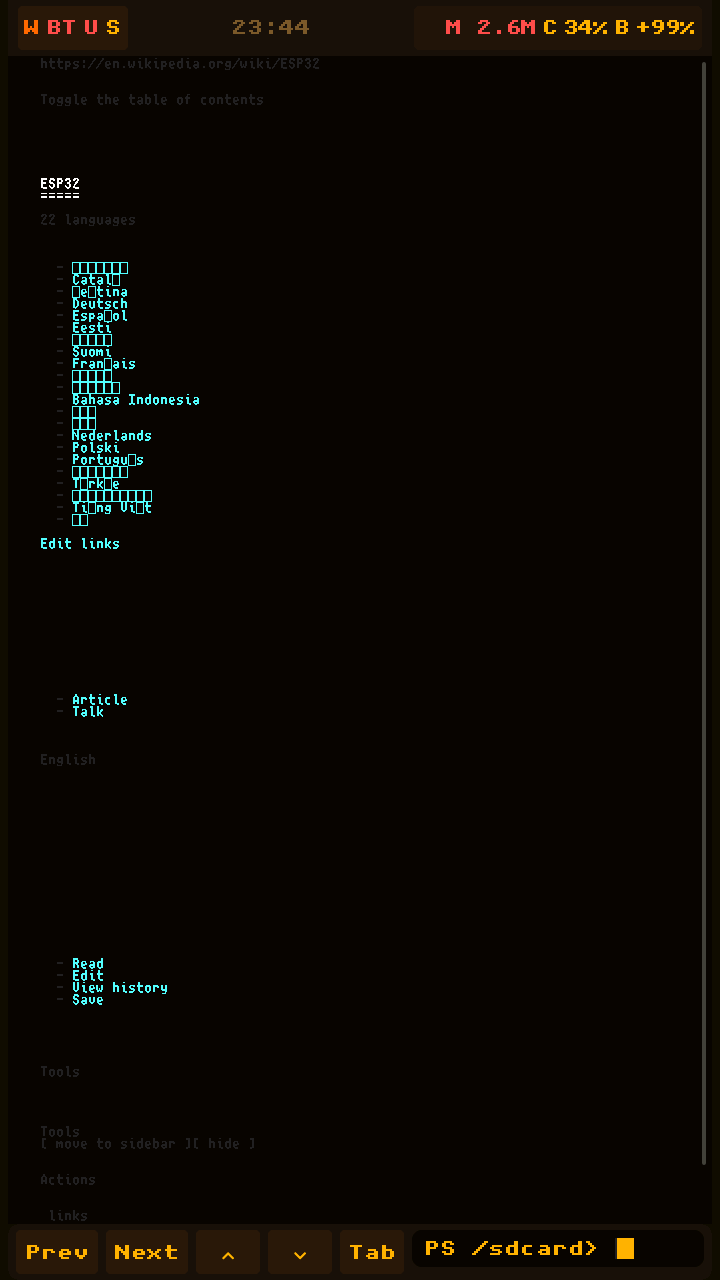 W BT U S 23:44 M 2.6M C 34% B +99%
https://en.wikipedia.org/wiki/ESP32
Toggle the table of contents
ESP32
=====
22 languages
- □□□□□□□
- Catal□
- □e□tina
- Deutsch
- Espa□ol
- Eesti
- □□□□□
- Suomi
- Fran□ais
- □□□□□
- □□□□□□
- Bahasa Indonesia
- □□□
- □□□
- Nederlands
- Polski
- Portugu□s
- □□□□□□□
- T□rk□e
- □□□□□□□□□□
- Ti□ng Vi□t
- □□
Edit links
- Article
- Talk
English
- Read
- Edit
- View history
- Save
Tools
Tools
[ move to sidebar ][ hide ]
Actions
links
Prev Next ^ ⌄ Tab PS /sdcard>